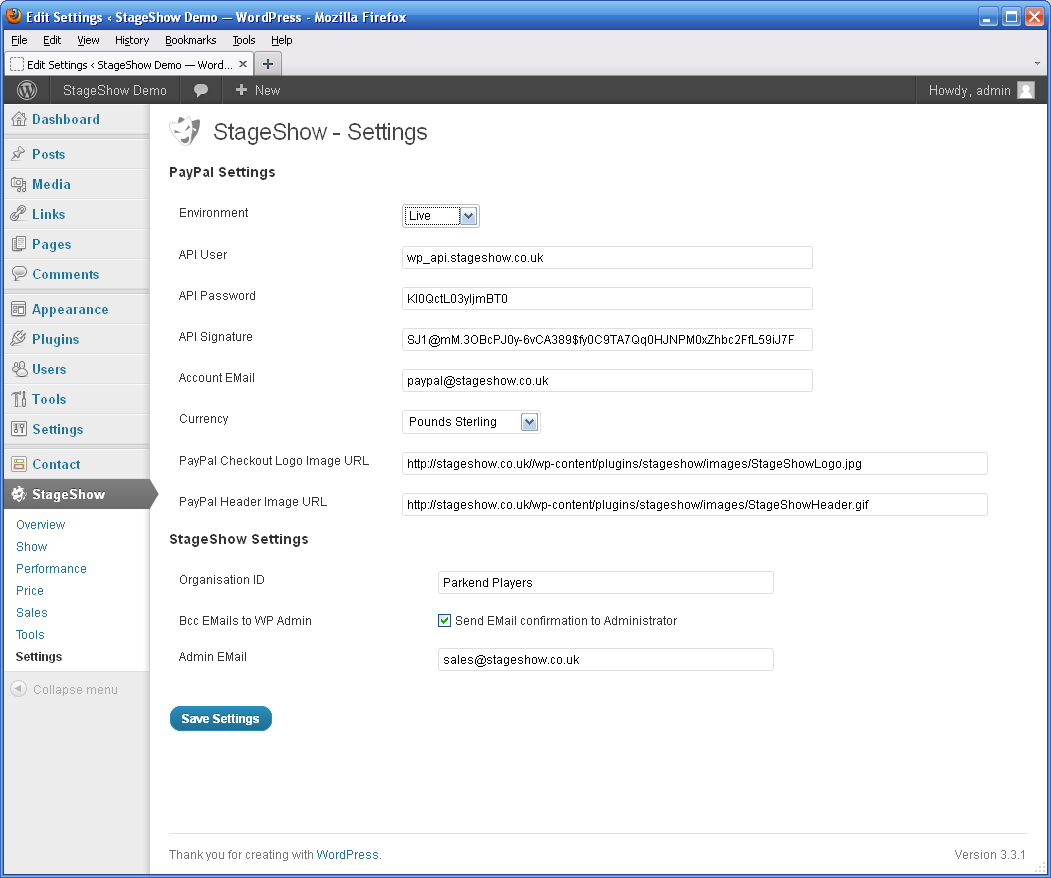 Edit Settings ‹ StageShow Demo — WordPress - Mozilla Firefox
File Edit View History Bookmarks Tools Help
Edit Settings ‹ StageShow Demo — Word...
StageShow Demo New Howdy, admin
Dashboard
Posts
Media
Links
Pages
Comments
Appearance
Plugins
Users
Tools
Settings
Contact
StageShow
Overview
Show
Performance
Price
Sales
Tools
Settings
Collapse menu
StageShow - Settings
PayPal Settings
Environment Live
API User wp_api.stageshow.co.uk
API Password KI0QctL03yljmBT0
API Signature SJ1@mM.3OBcPJ0y-6vCA389$fy0C9TA7Qq0HJNPM0xZhbc2FfL59iJ7F
Account EMail paypal@stageshow.co.uk
Currency Pounds Sterling
PayPal Checkout Logo Image URL http://stageshow.co.uk//wp-content/plugins/stageshow/images/StageShowLogo.jpg
PayPal Header Image URL http://stageshow.co.uk/wp-content/plugins/stageshow/images/StageShowHeader.gif
StageShow Settings
Organisation ID Parkend Players
Bcc EMails to WP Admin Send EMail confirmation to Administrator
Admin EMail sales@stageshow.co.uk
Save Settings
Thank you for creating with WordPress. Version 3.3.1